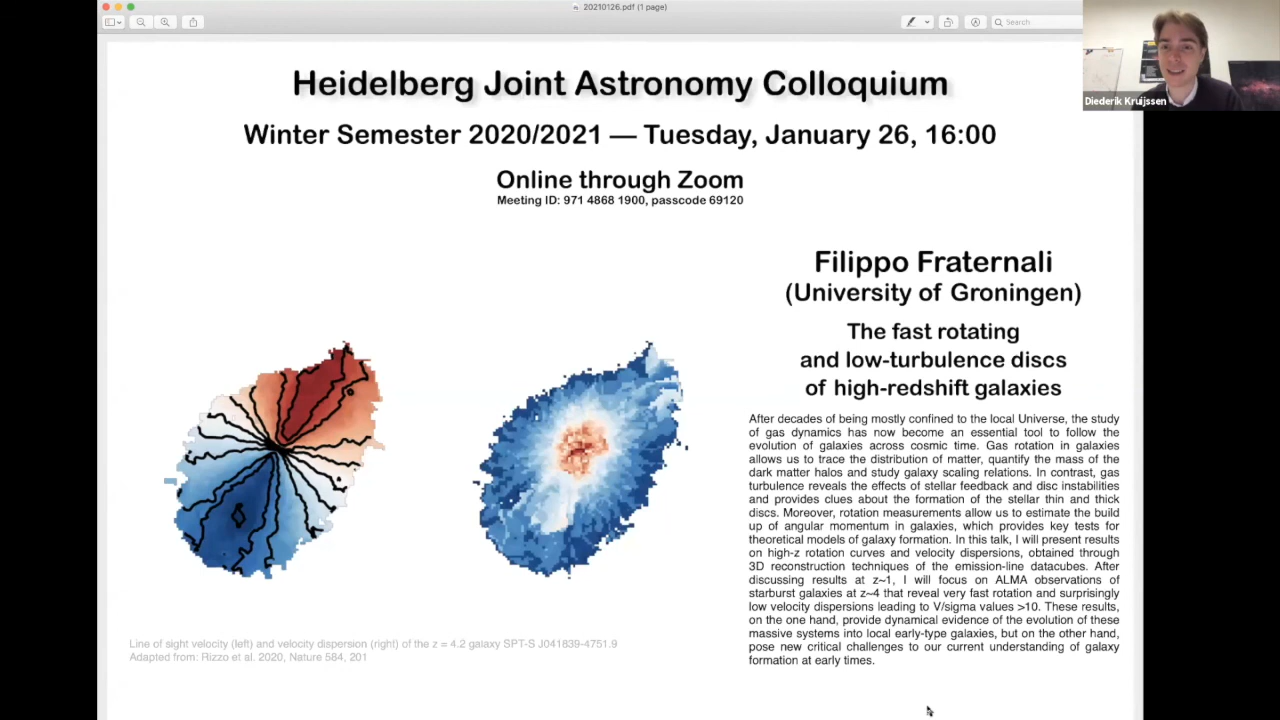 20210126.pdf (1 page)
Search
Diederik Kruijssen
Heidelberg Joint Astronomy Colloquium
Winter Semester 2020/2021 — Tuesday, January 26, 16:00
Online through Zoom
Meeting ID: 971 4868 1900, passcode 69120
Filippo Fraternali
(University of Groningen)
The fast rotating
and low-turbulence discs
of high-redshift galaxies
After decades of being mostly confined to the local Universe, the study
of gas dynamics has now become an essential tool to follow the
evolution of galaxies across cosmic time. Gas rotation in galaxies
allows us to trace the distribution of matter, quantify the mass of the
dark matter halos and study galaxy scaling relations. In contrast, gas
turbulence reveals the effects of stellar feedback and disc instabilities
and provides clues about the formation of the stellar thin and thick
discs. Moreover, rotation measurements allow us to estimate the build
up of angular momentum in galaxies, which provides key tests for
theoretical models of galaxy formation. In this talk, I will present results
on high-z rotation curves and velocity dispersions, obtained through
3D reconstruction techniques of the emission-line datacubes. After
discussing results at z~1, I will focus on ALMA observations of
starburst galaxies at z~4 that reveal very fast rotation and surprisingly
low velocity dispersions leading to V/sigma values >10. These results,
on the one hand, provide dynamical evidence of the evolution of these
massive systems into local early-type galaxies, but on the other hand,
pose new critical challenges to our current understanding of galaxy
formation at early times.
Line of sight velocity (left) and velocity dispersion (right) of the z = 4.2 galaxy SPT-S J041839-4751.9
Adapted from: Rizzo et al. 2020, Nature 584, 201